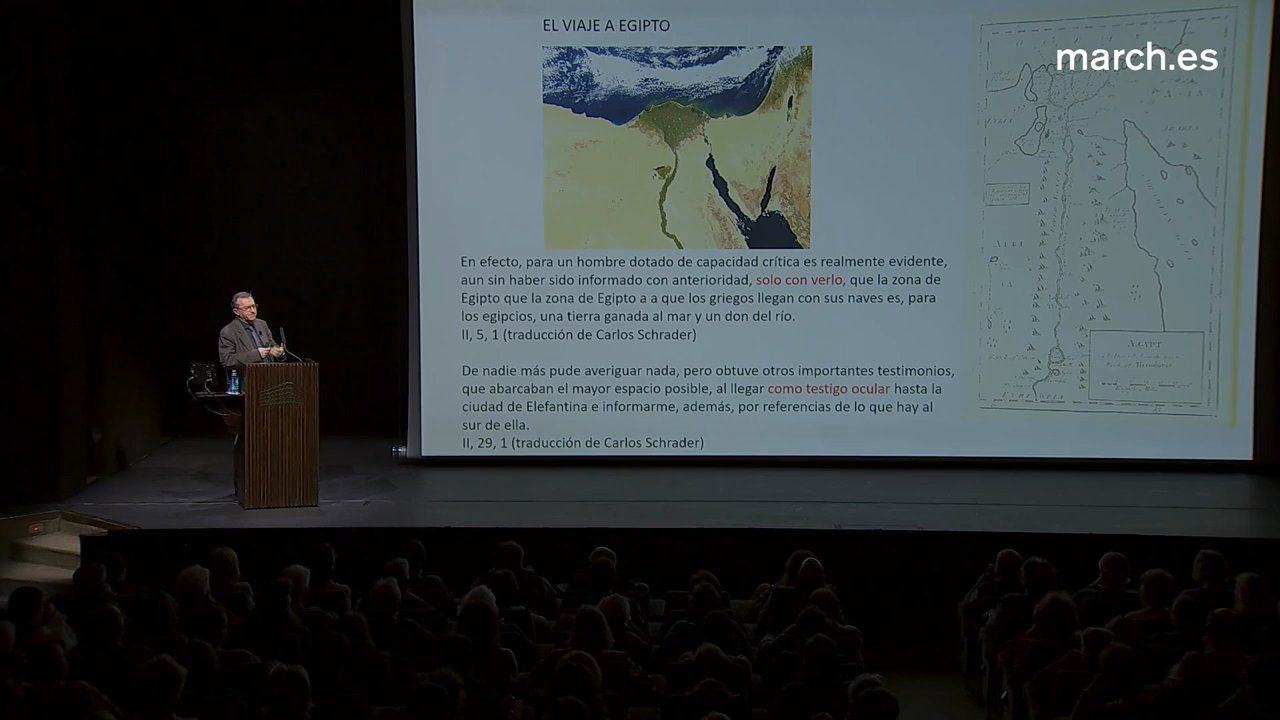 EL VIAJE A EGIPTO
march.es
En efecto, para un hombre dotado de capacidad crítica es realmente evidente,
aun sin haber sido informado con anterioridad, solo con verlo, que la zona de
Egipto que la zona de Egipto a a que los griegos llegan con sus naves es, para
los egipcios, una tierra ganada al mar y un don del río.
II, 5, 1 (traducción de Carlos Schrader)
De nadie más pude averiguar nada, pero obtuve otros importantes testimonios,
que abarcaban el mayor espacio posible, al llegar como testigo ocular hasta la
ciudad de Elefantina e informarme, además, por referencias de lo que hay al
sur de ella.
II, 29, 1 (traducción de Carlos Schrader)